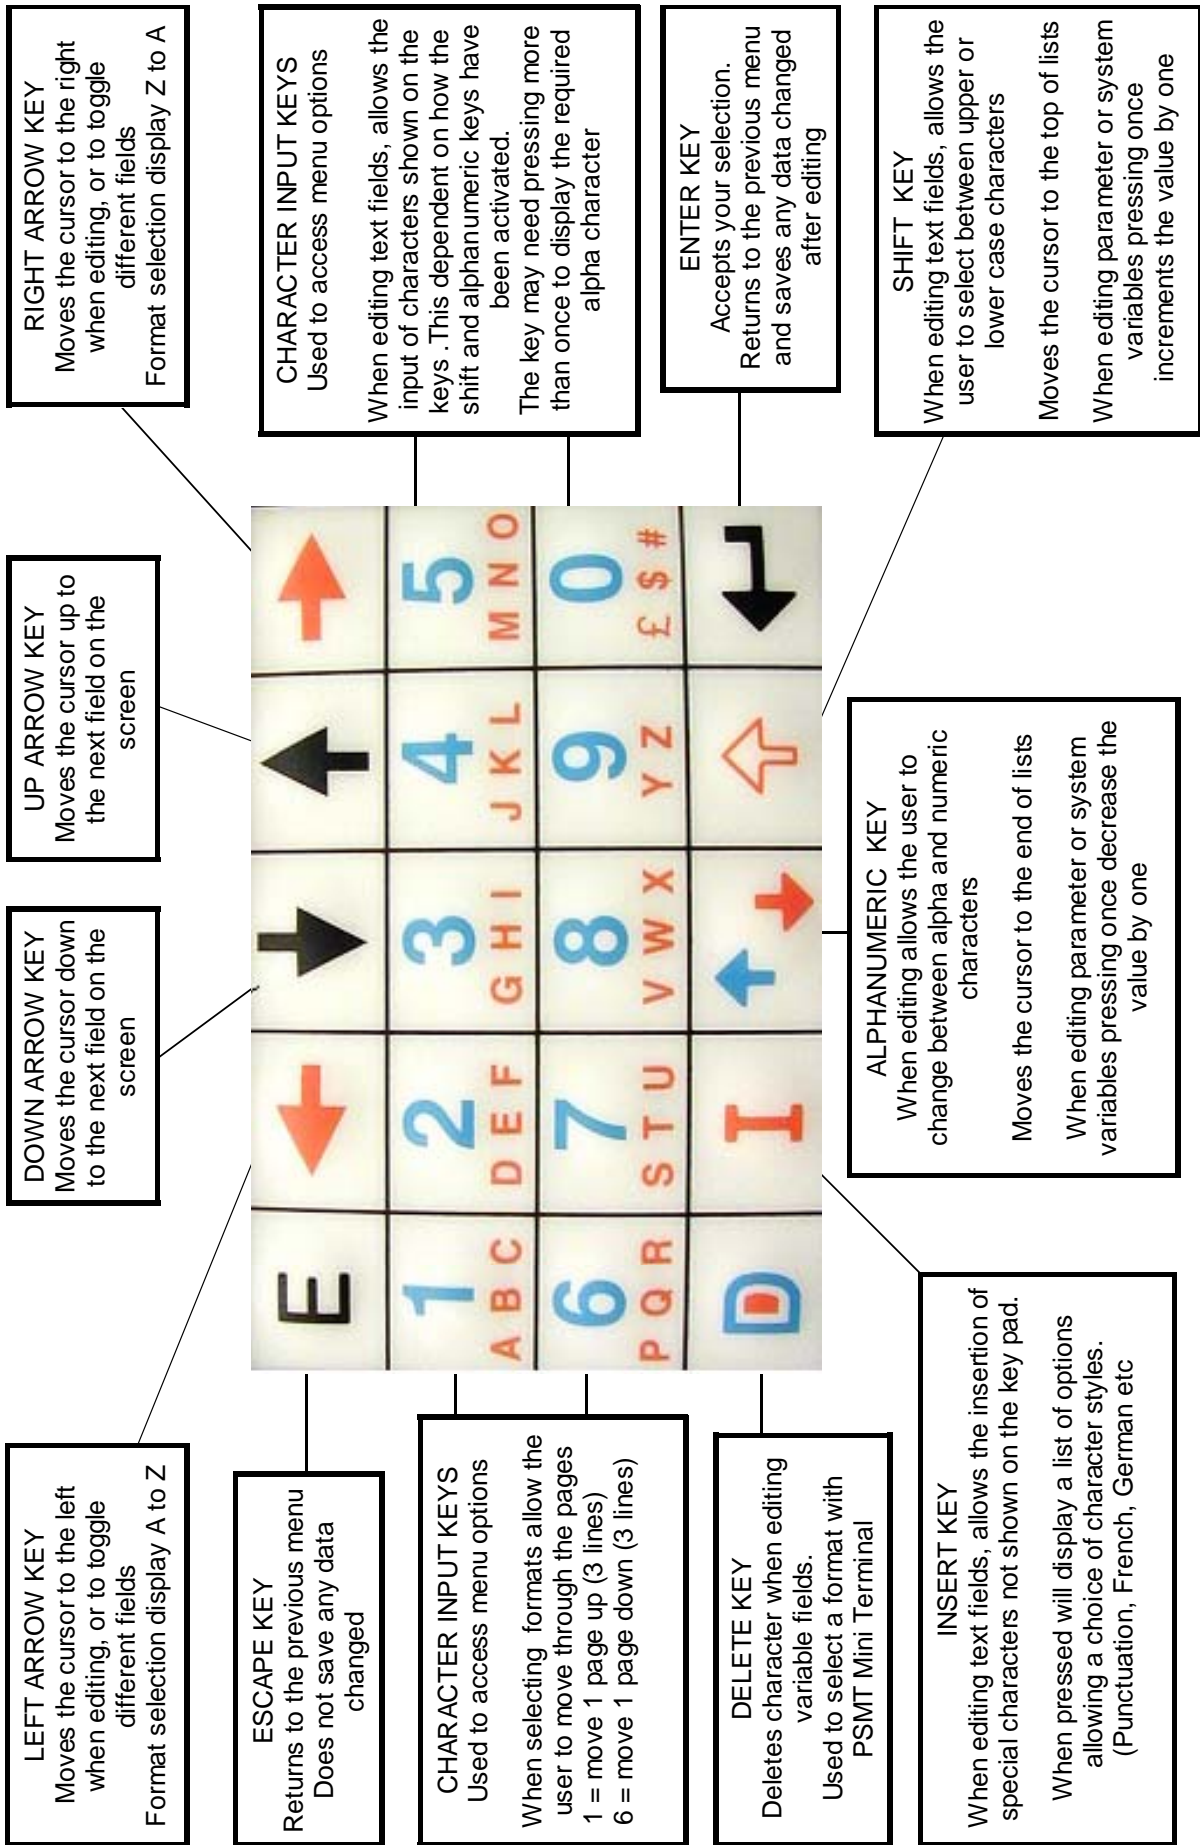 LEFT ARROW KEY
Moves the cursor to the left
when editing, or to toggle
different fields
Format selection display A to Z
DOWN ARROW KEY
Moves the cursor down
to the next field on the
screen
UP ARROW KEY
Moves the cursor up to
the next field on the
screen
RIGHT ARROW KEY
Moves the cursor to the right
when editing, or to toggle
different fields
Format selection display Z to A
ESCAPE KEY
Returns to the previous menu
Does not save any data
changed
CHARACTER INPUT KEYS
Used to access menu options
When selecting formats allow the
user to move through the pages
1 = move 1 page up (3 lines)
6 = move 1 page down (3 lines)
DELETE KEY
Deletes character when editing
variable fields.
Used to select a format with
PSMT Mini Terminal
E
1 2 3 4 5
A B C D E F G H I J K L M N O
6 7 8 9 0
P Q R S T U V W X Y Z £ $ #
D I
CHARACTER INPUT KEYS
Used to access menu options
When editing text fields, allows the
input of characters shown on the
keys .This dependent on how the
shift and alphanumeric keys have
been activated.
The key may need pressing more
than once to display the required
alpha character
ENTER KEY
Accepts your selection.
Returns to the previous menu
and saves any data changed
after editing
INSERT KEY
When editing text fields, allows the insertion of
special characters not shown on the key pad.
When pressed will display a list of options
allowing a choice of character styles.
(Punctuation, French, German etc
ALPHANUMERIC KEY
When editing allows the user to
change between alpha and numeric
characters
Moves the cursor to the end of lists
When editing parameter or system
variables pressing once decrease the
value by one
SHIFT KEY
When editing text fields, allows the
user to select between upper or
lower case characters
Moves the cursor to the top of lists
When editing parameter or system
variables pressing once
increments the value by one